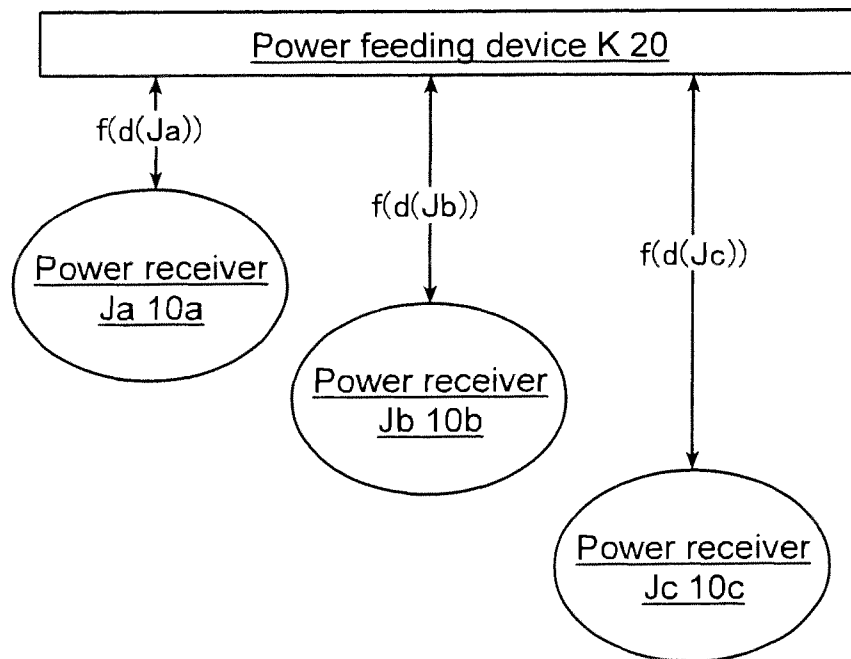 Power feeding device K 20
f(d(Ja))
f(d(Jb))
f(d(Jc))
Power receiver
Ja 10a
Power receiver
Jb 10b
Power receiver
Jc 10c